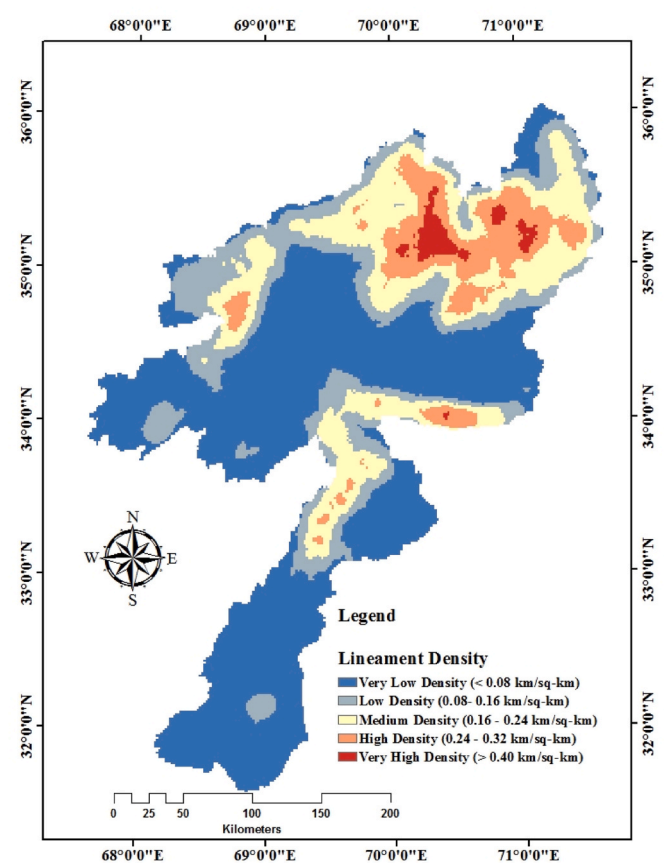 68°0'0"E 69°0'0"E 70°0'0"E 71°0'0"E
36°0'0"N 36°0'0"N
35°0'0"N 35°0'0"N
34°0'0"N 34°0'0"N
N
W E
S
33°0'0"N 33°0'0"N
Legend
Lineament Density
Very Low Density (< 0.08 km/sq-km)
Low Density (0.08- 0.16 km/sq-km)
Medium Density (0.16 - 0.24 km/sq-km)
High Density (0.24 - 0.32 km/sq-km)
Very High Density (> 0.40 km/sq-km)
32°0'0"N 32°0'0"N
0 25 50 100 150 200
Kilometers
68°0'0"E 69°0'0"E 70°0'0"E 71°0'0"E